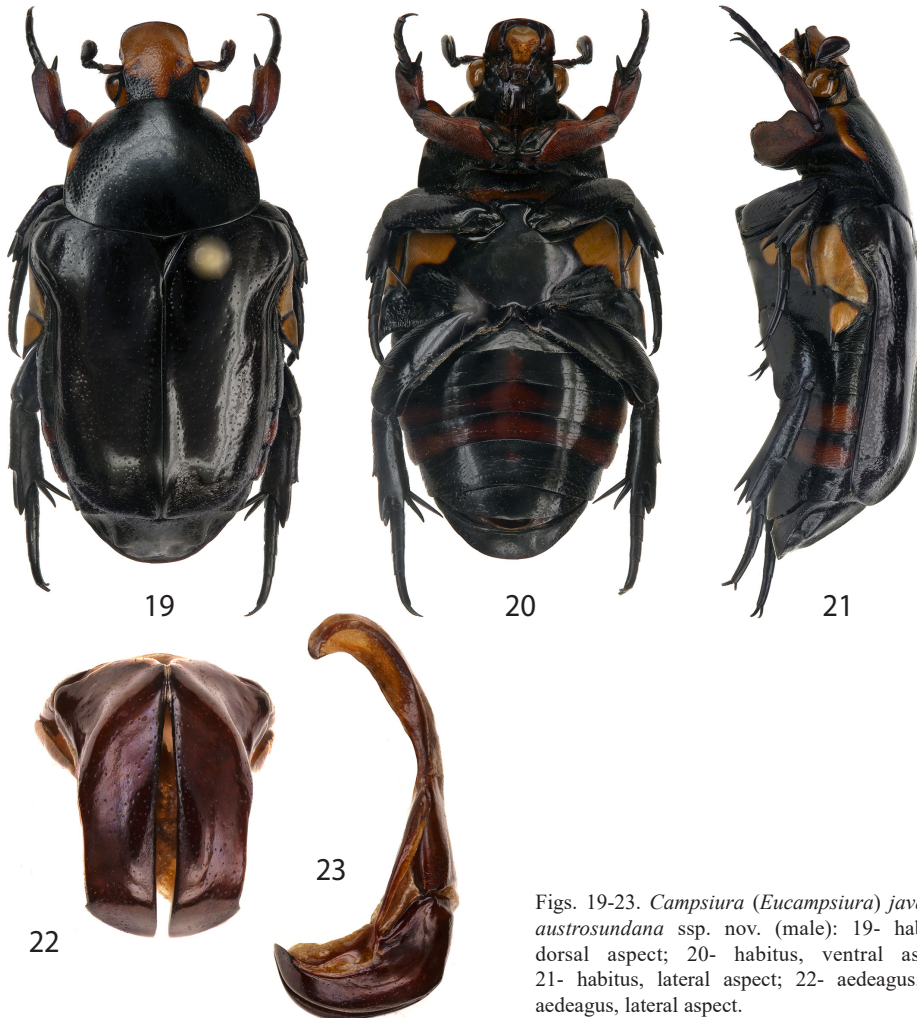 19
20
21
22
23
Figs. 19-23. Campsiura (Eucampsiura)
austrosundana ssp. nov. (male): 19-
dorsal aspect; 20- habitus, ventral
21- habitus, lateral aspect; 22-
aedeagus, lateral aspect.